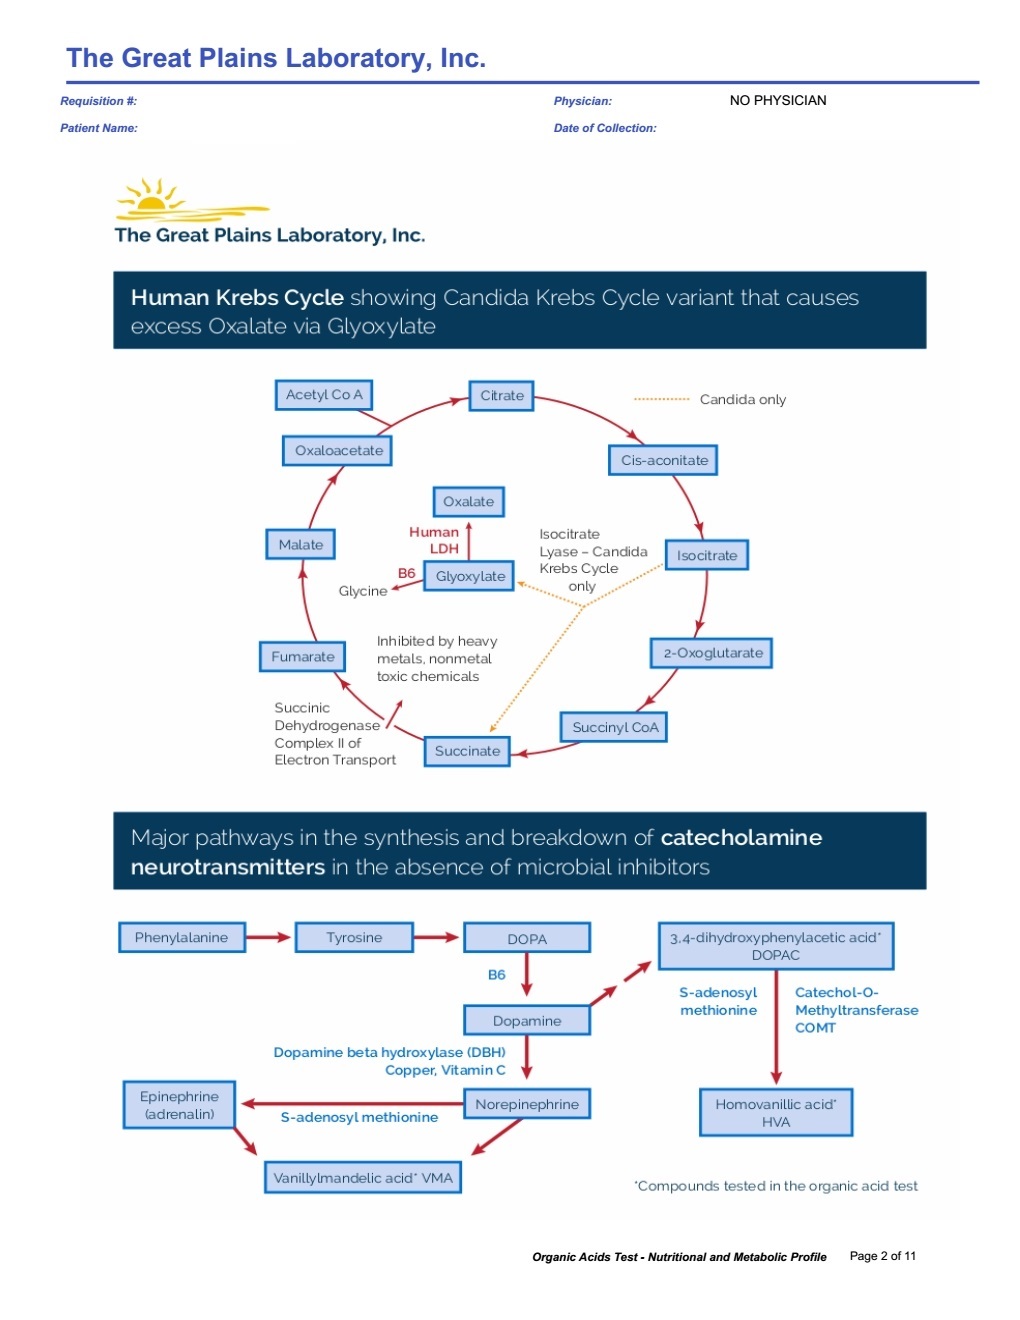 The Great Plains Laboratory, Inc.
Requisition #:
Physician:
NO PHYSICIAN
Patient Name:
Date of Collection:
The Great Plains Laboratory, Inc.
Human Krebs Cycle showing Candida Krebs Cycle variant that causes
excess Oxalate via Glyoxylate
Acetyl Co A
Citrate
Candida only
Oxaloacetate
Cis-aconitate
Oxalate
Human
LDH
Isocitrate
Lyase – Candida
Krebs Cycle
only
Malate
Isocitrate
B6
Glyoxylate
Glycine
Inhibited by heavy
metals, nonmetal
toxic chemicals
Fumarate
2-Oxoglutarate
Succinic
Dehydrogenase
Complex II of
Electron Transport
Succinyl CoA
Succinate
Major pathways in the synthesis and breakdown of catecholamine
neurotransmitters in the absence of microbial inhibitors
Phenylalanine
Tyrosine
DOPA
3,4-dihydroxyphenylacetic acid*
DOPAC
B6
S-adenosyl
methionine
Catechol-O-
Methyltransferase
COMT
Dopamine
Dopamine beta hydroxylase (DBH)
Copper, Vitamin C
Epinephrine
(adrenalin)
S-adenosyl methionine
Norepinephrine
Homovanillic acid*
HVA
Vanillylmandelic acid* VMA
*Compounds tested in the organic acid test
Organic Acids Test - Nutritional and Metabolic Profile
Page 2 of 11